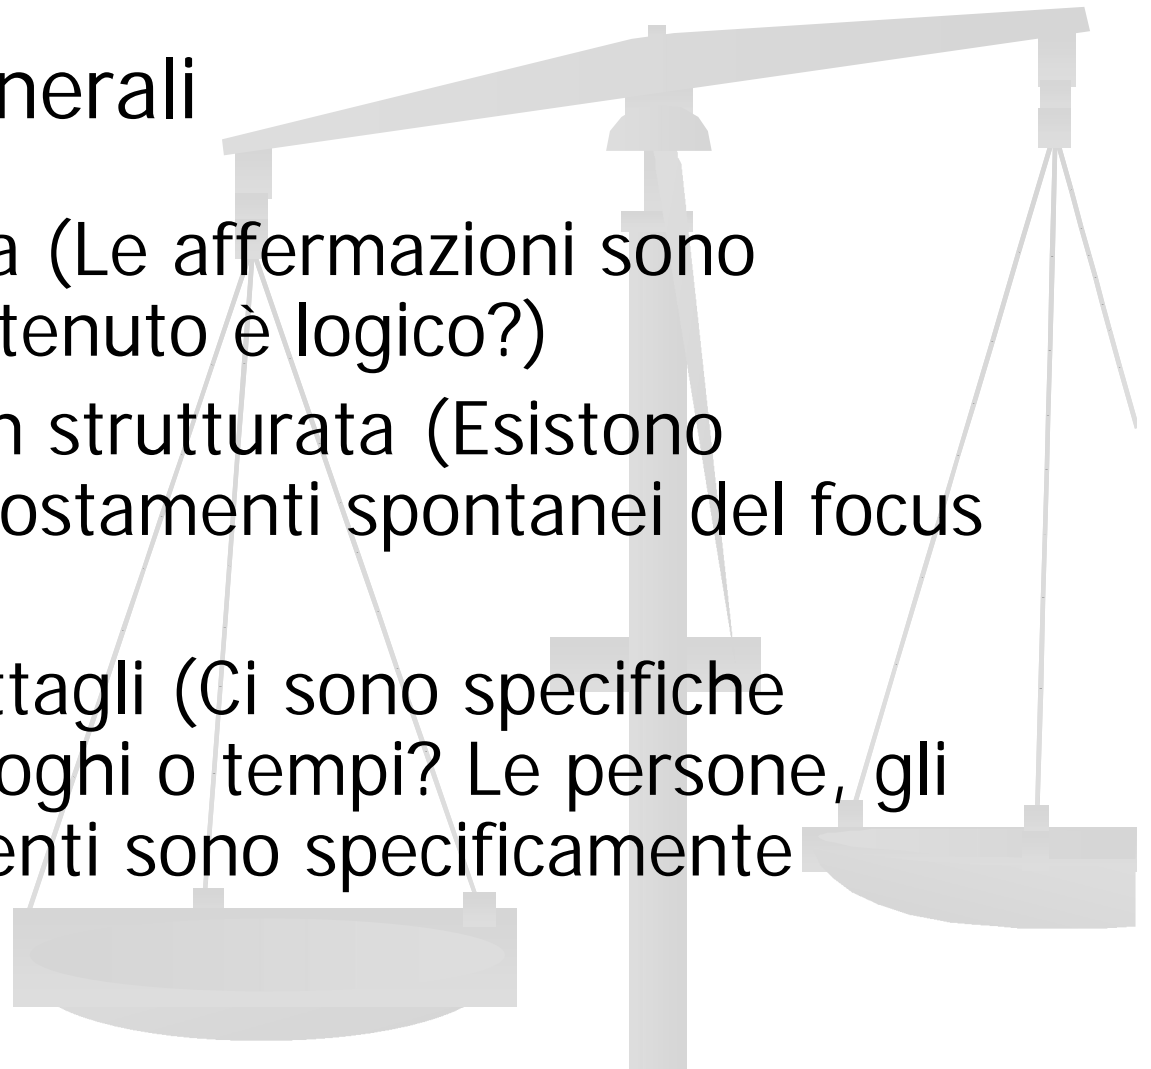 nerali
a (Le affermazioni sono
tenuto è logico?)
n strutturata (Esistono
ostamenti spontanei del focus
ttagli (Ci sono specifiche
oghi o tempi? Le persone, gli
enti sono specificamente